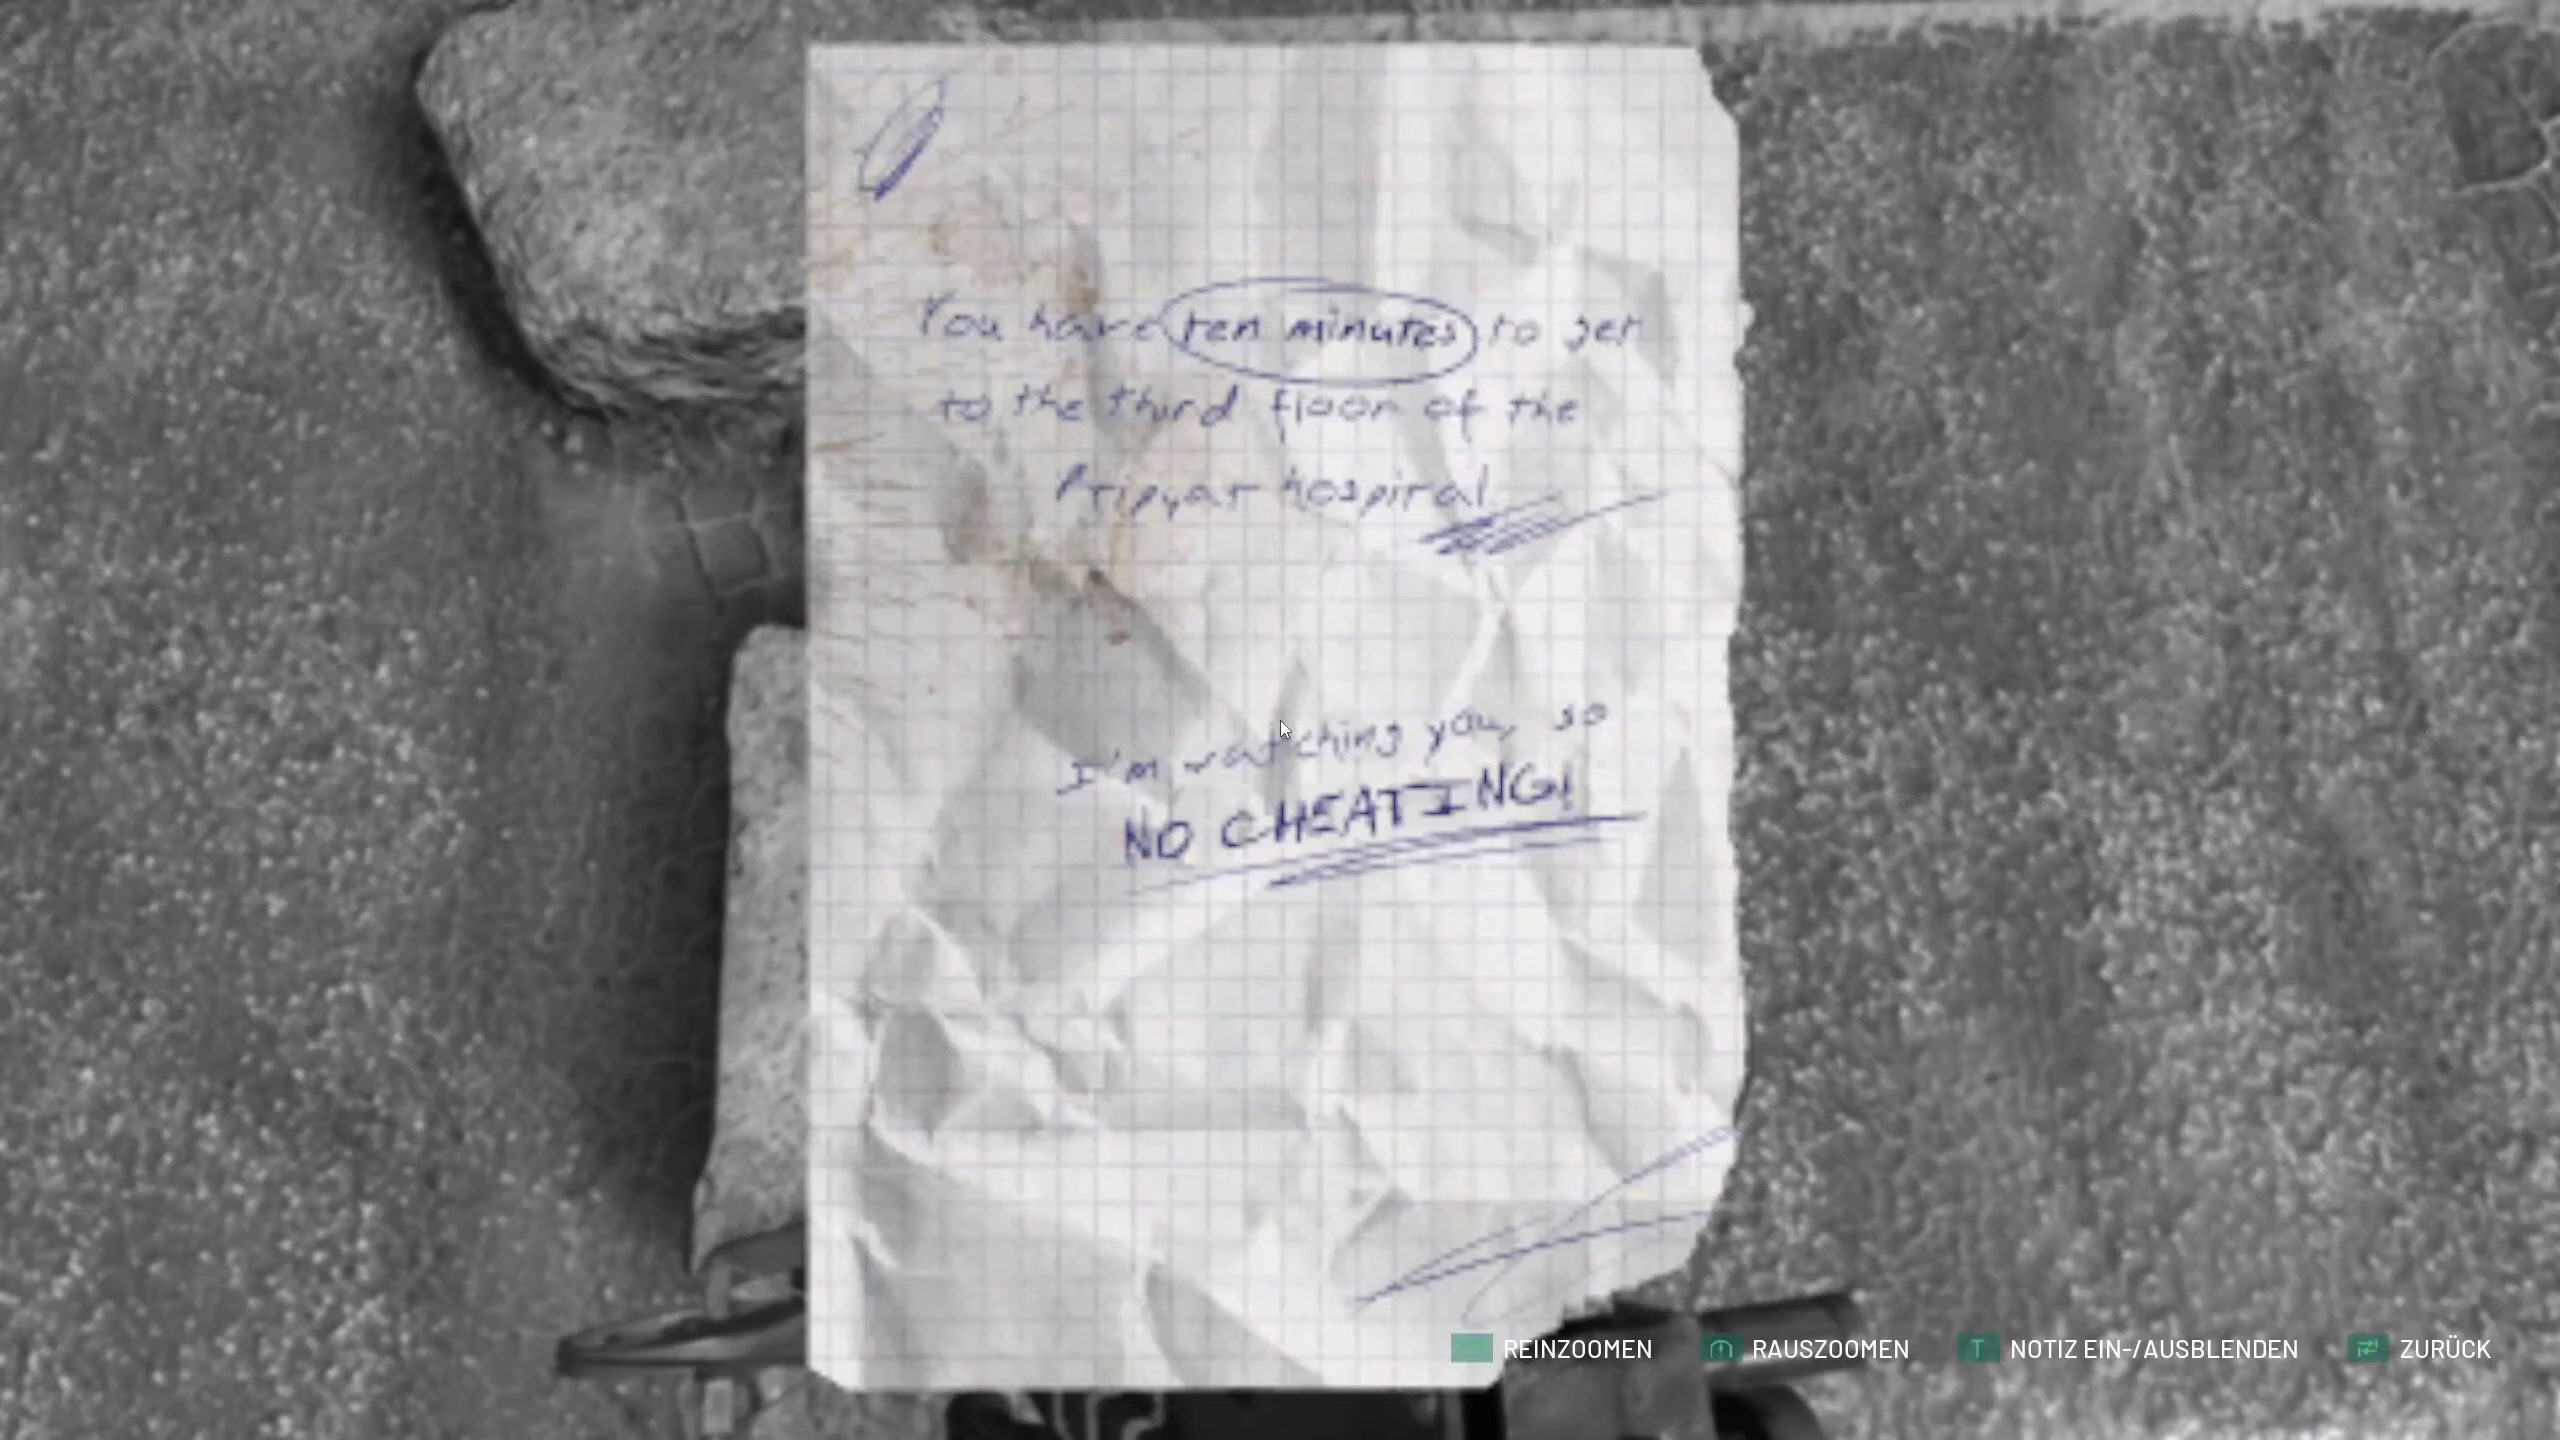 You have ten minutes to get
to the third floor of the
Pripyat hospital
I'm watching you, so
NO CHEATING!
REINZOOMEN
RAUSZOOMEN
T NOTIZ EIN-/AUSBLENDEN
ZURÜCK